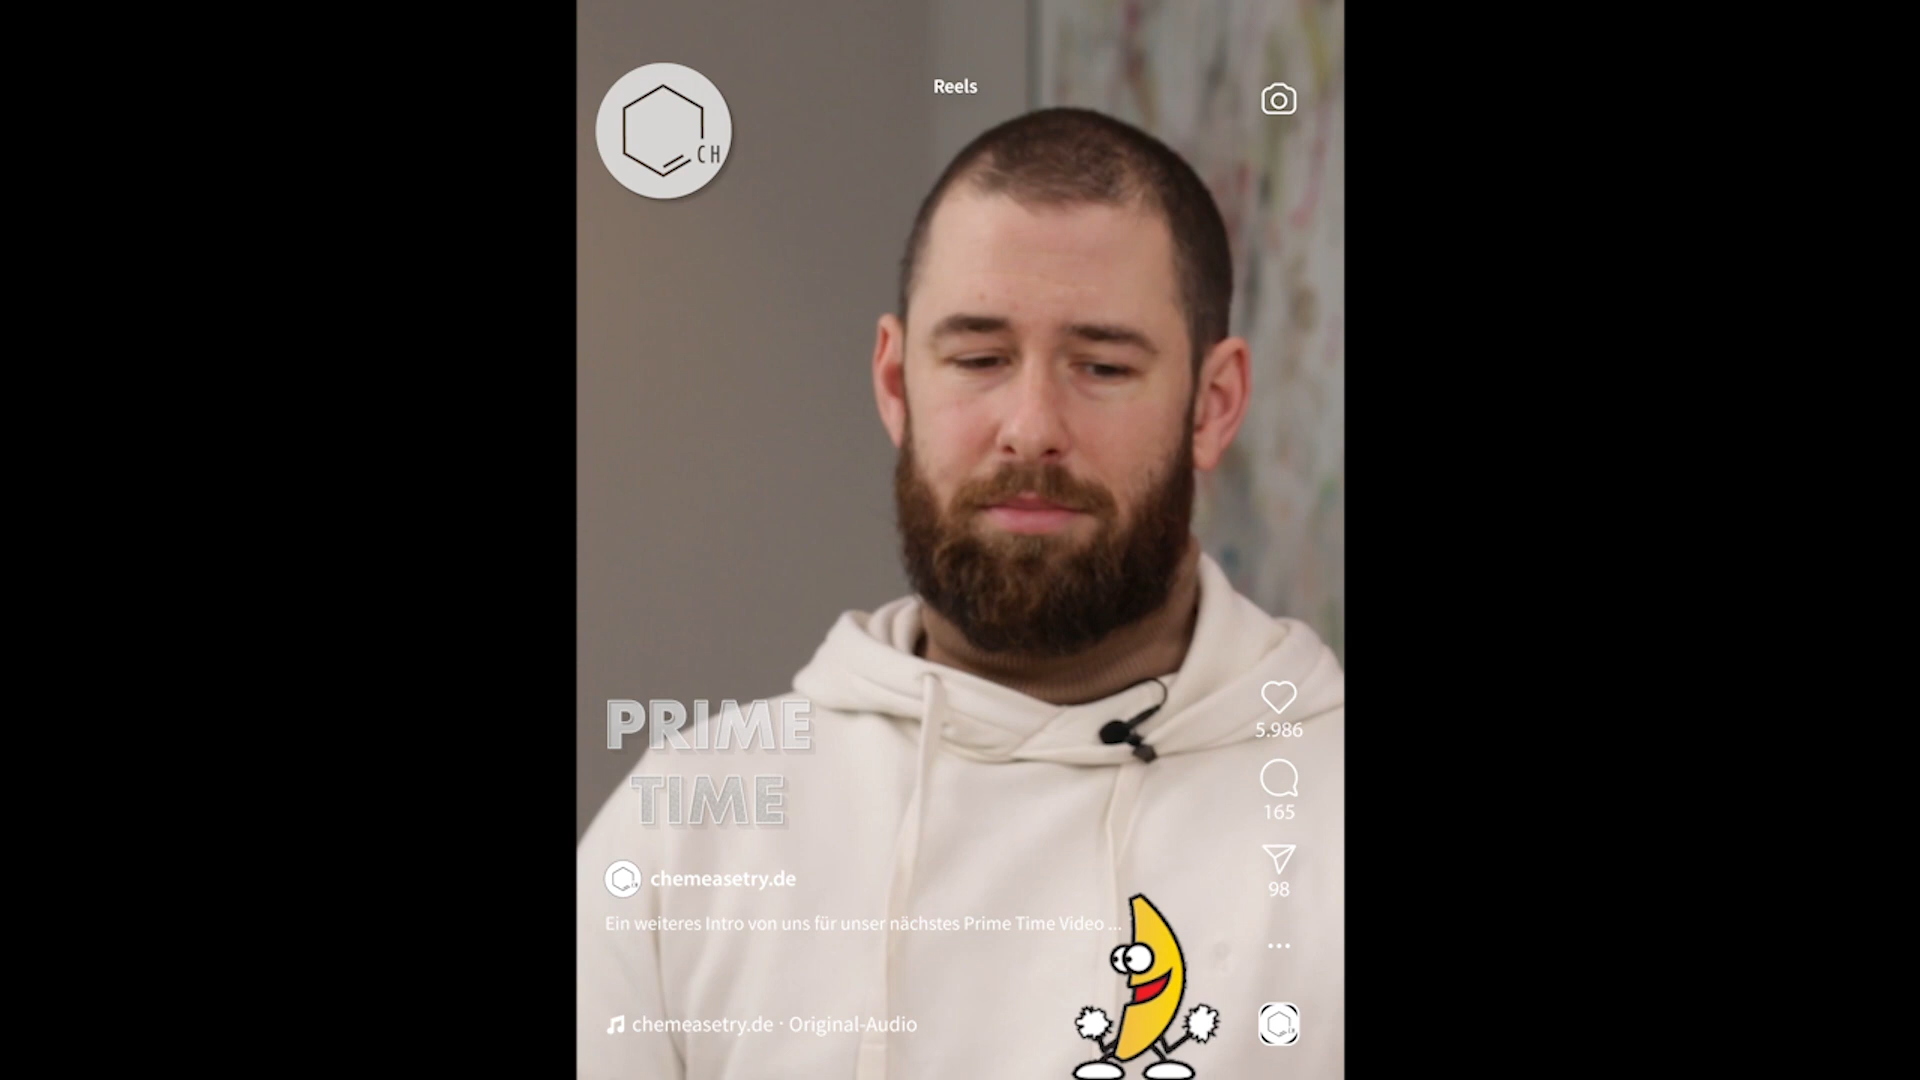 Reels
CH
PRIME
TIME
5.986
165
chemeasetry.de
98
Ein weiteres Intro von uns für unser nächstes Prime Time Video ...
chemeasetry.de · Original-Audio